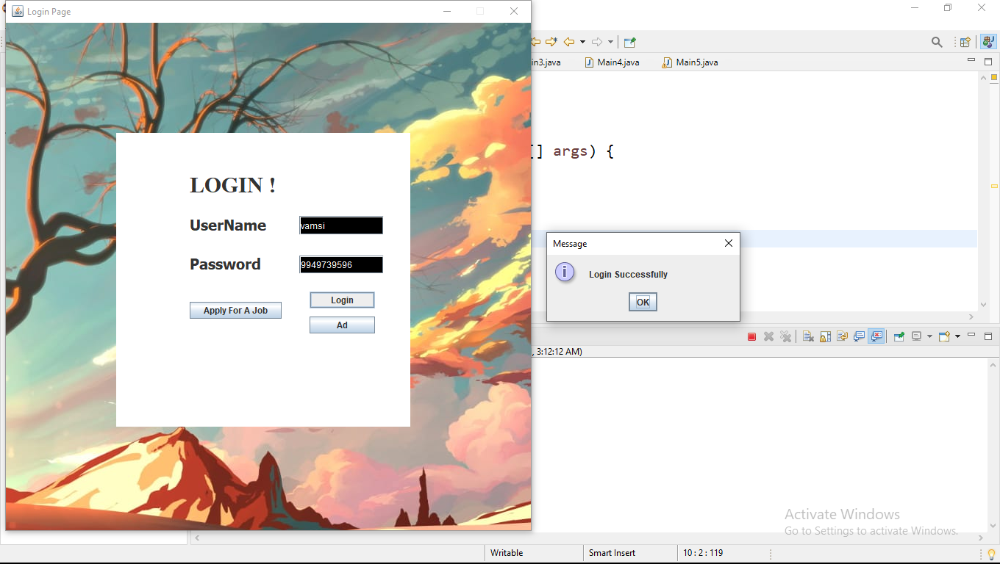 Login Page
in3.java
Main4.java
Main5.java
[] args) {
LOGIN !
UserName
vamsi
Password
9949739596
Apply For A Job
Login
Ad
Message
Login Successfully
OK
, 3:12:12 AM)
Activate Windows
Go to Settings to activate Windows.
Writable
Smart Insert
10 : 2 : 119